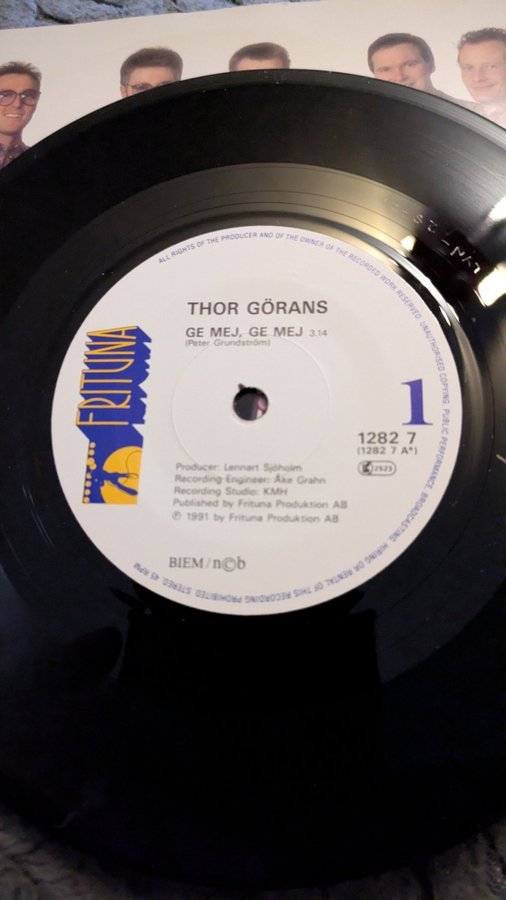 ALL RIGHTS OF THE PRODUCER AND OF THE OWNER OF THE RECORDED WORK RESERVED. UNAUTHORISED COPYING, PUBLIC PERFORMANCE, BROADCASTING, HIRING OR RENTAL OF THIS RECORDING PROHIBITED. STEREO. 45 RPM
THOR GÖRANS
GE MEJ, GE MEJ 3.14
(Peter Grundström)
FRITUNA
1
1282 7
(1282 7 A*)
LC 2523
Producer: Lennart Sjöholm
Recording Engineer: Åke Grahn
Recording Studio: KMH
Published by Frituna Produktion AB
℗ 1991 by Frituna Produktion AB
BIEM/n©b